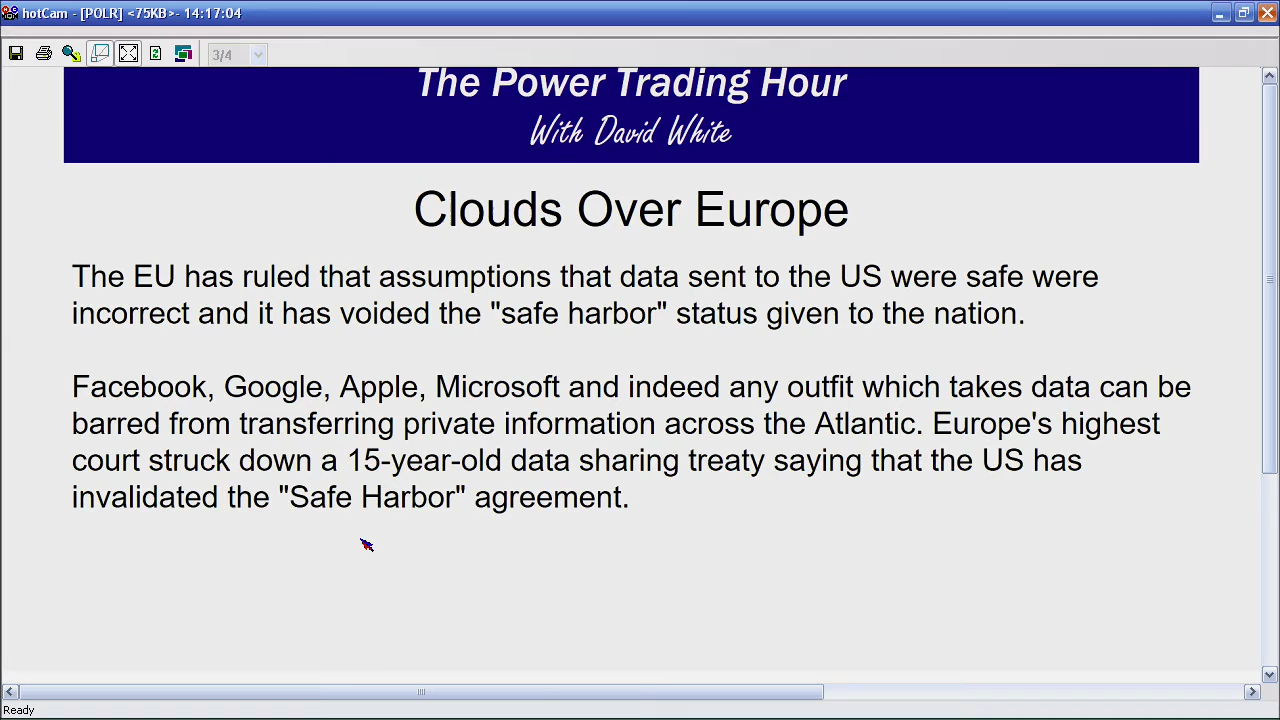 hotCam - [POLR] <75KB>- 14:17:04
3/4
The Power Trading Hour
With David White
Clouds Over Europe
The EU has ruled that assumptions that data sent to the US were safe were
incorrect and it has voided the "safe harbor" status given to the nation.
Facebook, Google, Apple, Microsoft and indeed any outfit which takes data can be
barred from transferring private information across the Atlantic. Europe's highest
court struck down a 15-year-old data sharing treaty saying that the US has
invalidated the "Safe Harbor" agreement.
Ready